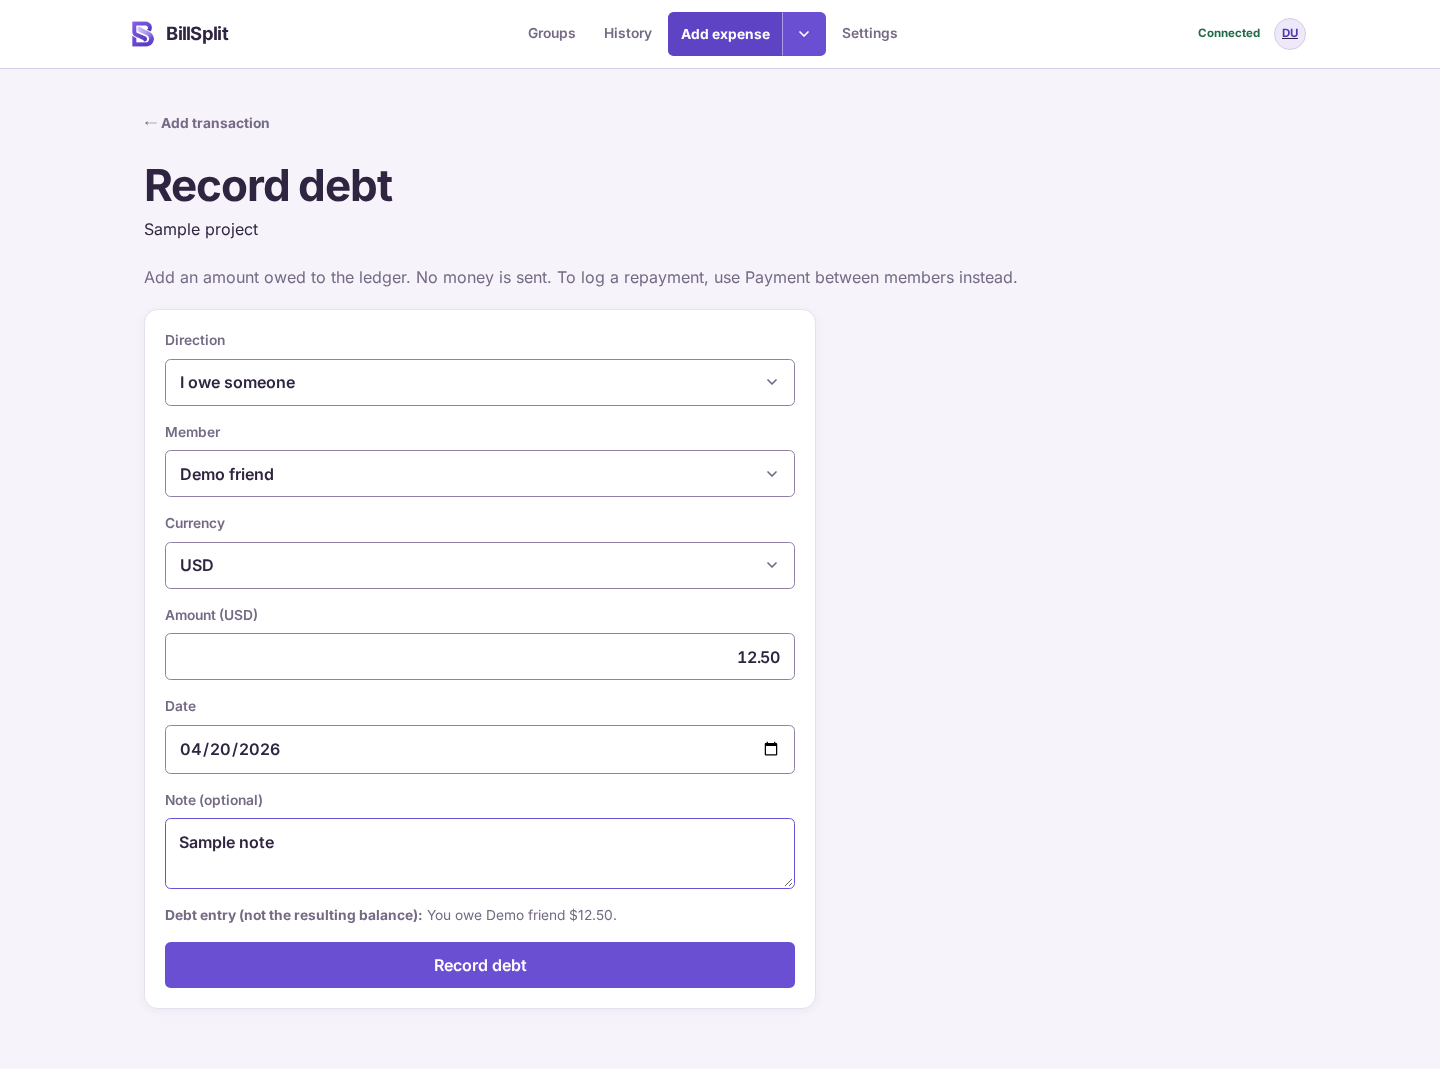 BillSplit
Groups
History
Add expense
Settings
Connected
DU
← Add transaction
Record debt
Sample project
Add an amount owed to the ledger. No money is sent. To log a repayment, use Payment between members instead.
Direction
I owe someone
Member
Demo friend
Currency
USD
Amount (USD)
12.50
Date
04/20/2026
Note (optional)
Sample note
Debt entry (not the resulting balance): You owe Demo friend $12.50.
Record debt